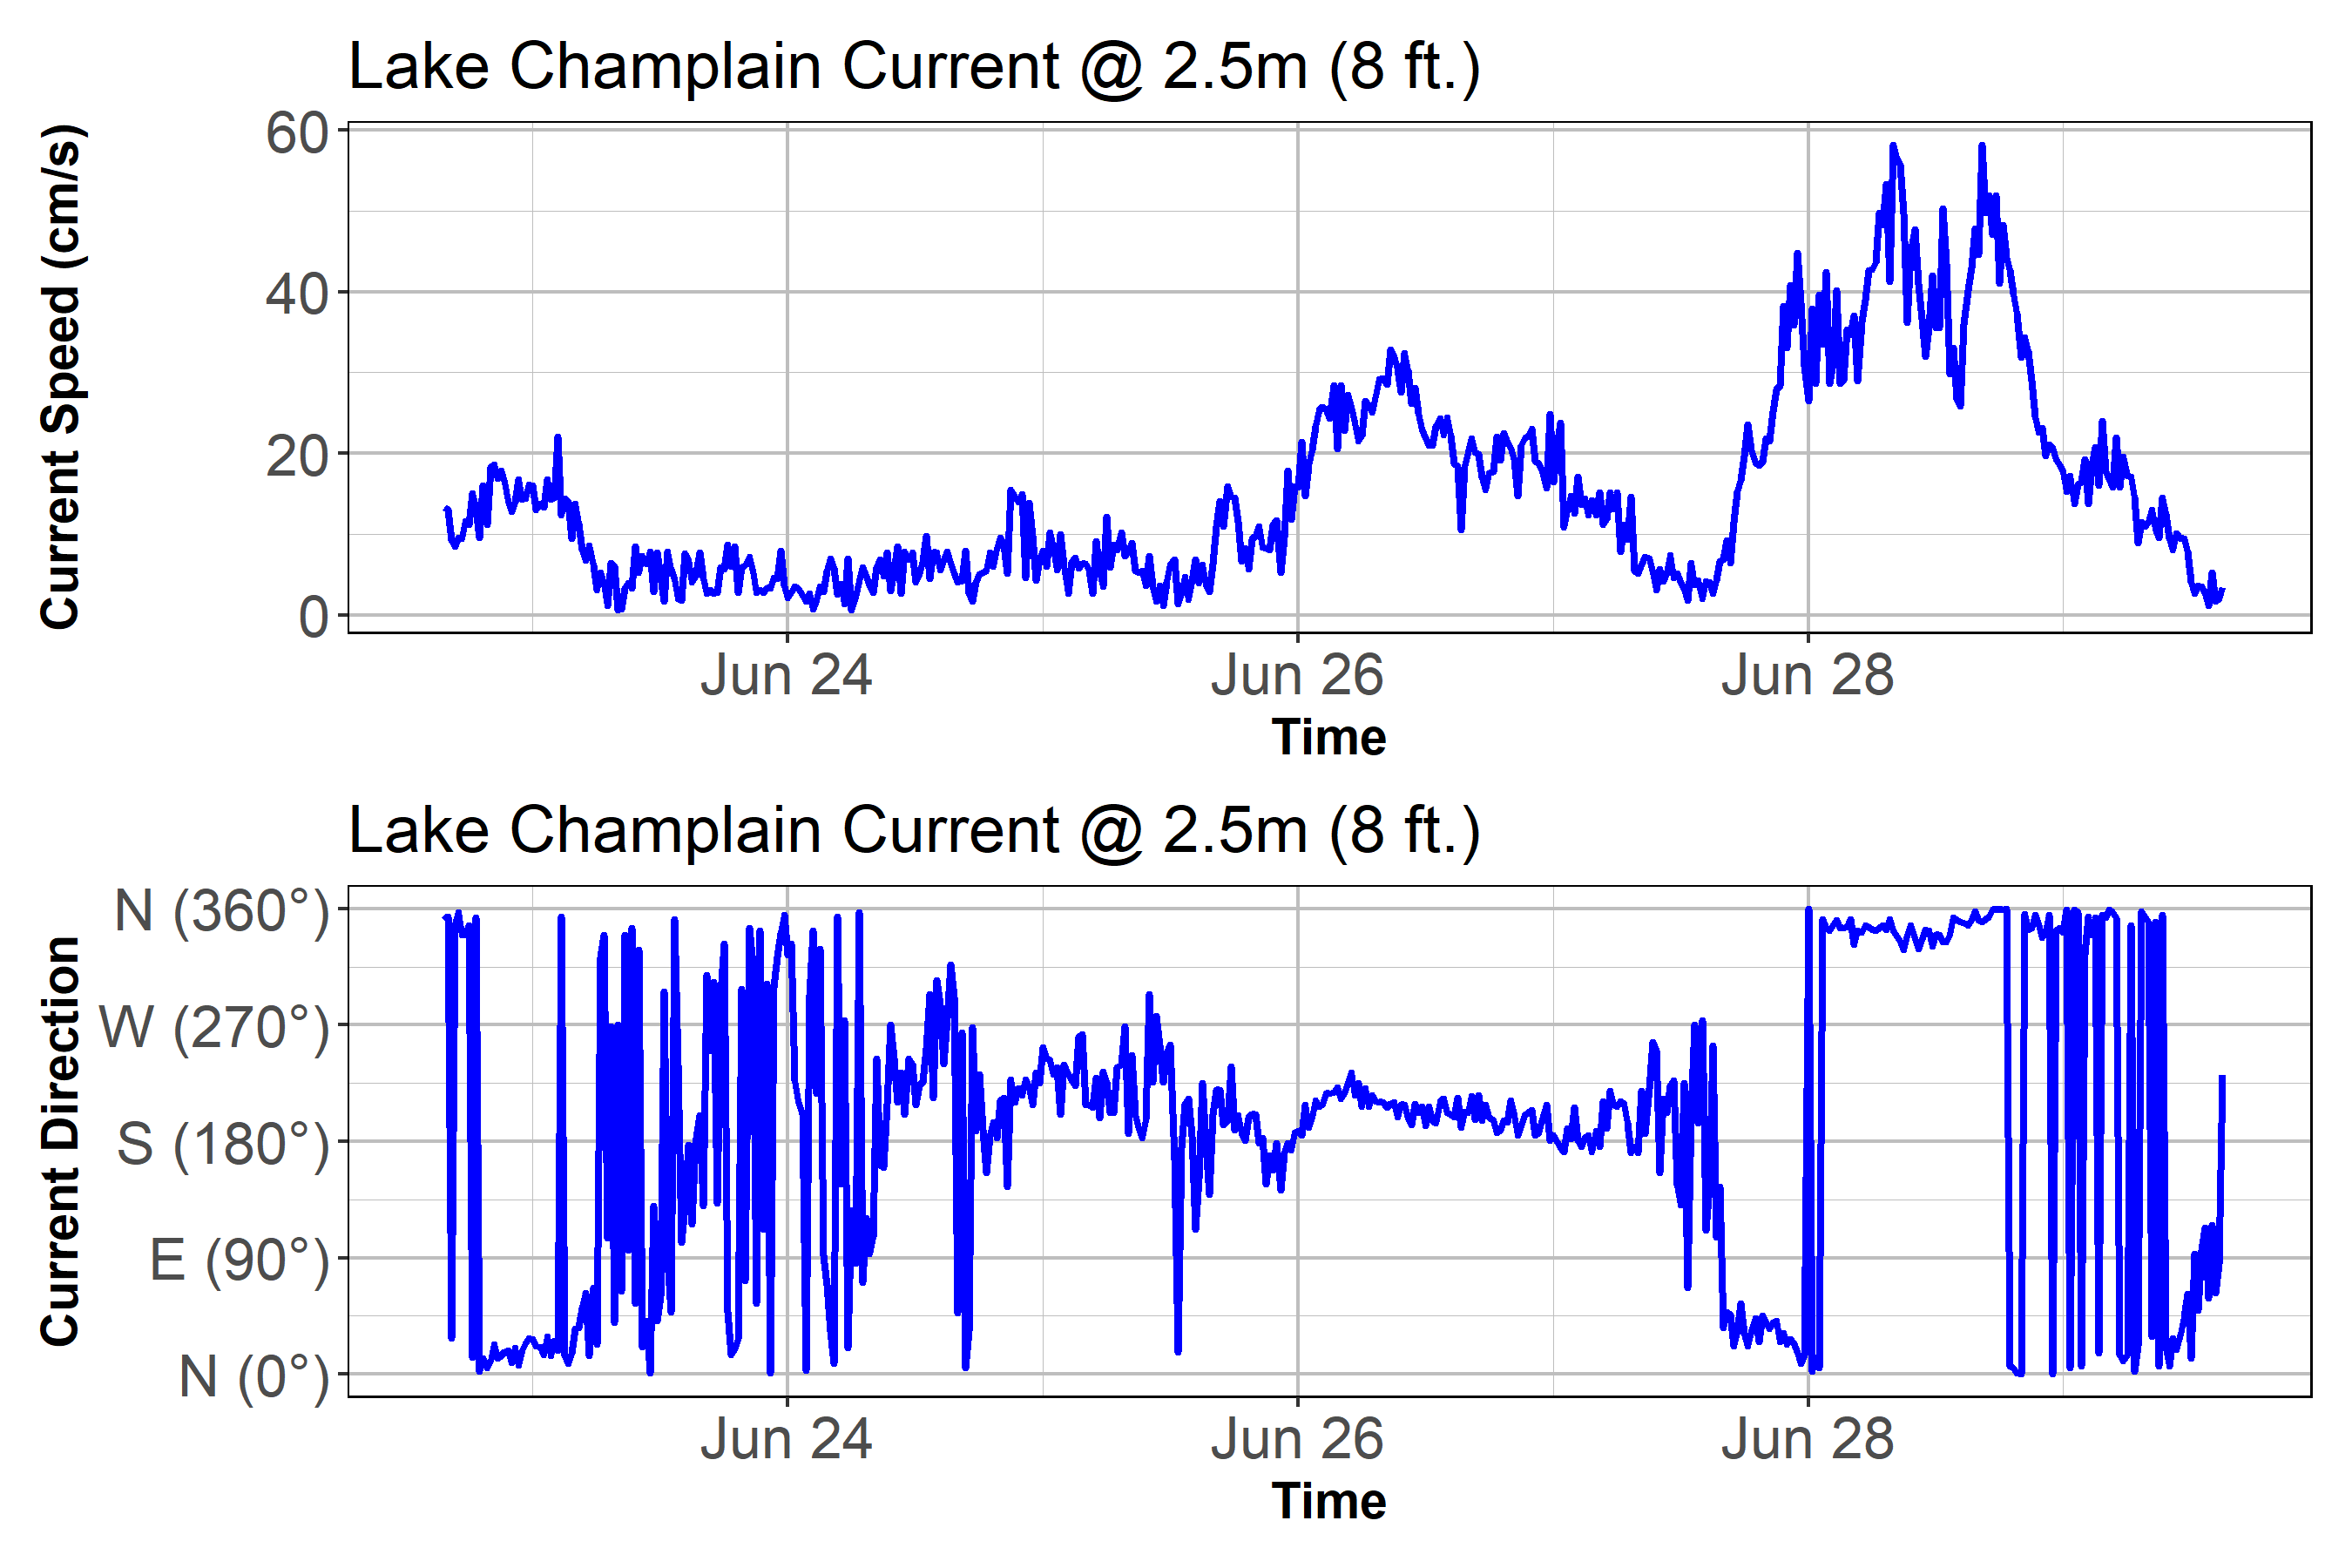 Lake Champlain Current @ 2.5m (8 ft.)
Current Speed (cm/s)
60
40
20
0
Jun 24 Jun 26 Jun 28
Time
Lake Champlain Current @ 2.5m (8 ft.)
Current Direction
N (360°)
W (270°)
S (180°)
E (90°)
N (0°)
Jun 24 Jun 26 Jun 28
Time